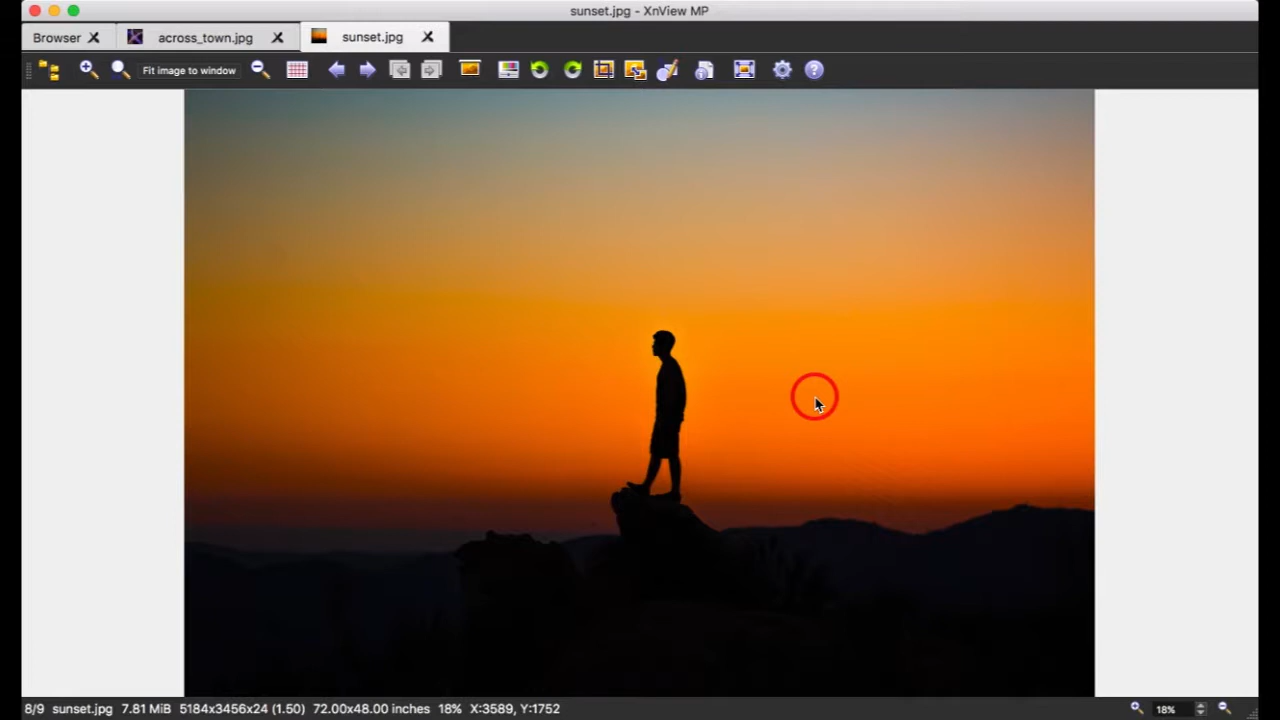 sunset.jpg - XnView MP
Browser across_town.jpg sunset.jpg
Fit image to window
8/9 sunset.jpg 7.81 MiB 5184x3456x24 (1.50) 72.00x48.00 inches 18% X:3589, Y:1752 18%